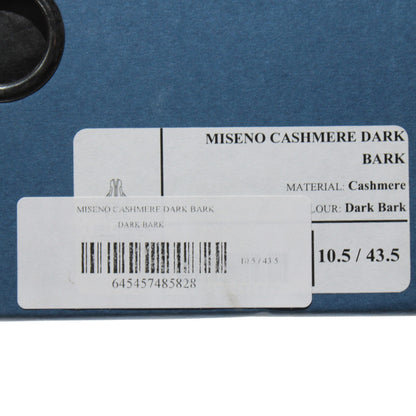 MISENO CASHMERE DARK
BARK
MATERIAL: Cashmere
LOUR: Dark Bark
10.5 / 43.5
MISENO CASHMERE DARK BARK
DARK BARK
10.5 / 43.5
645457485828